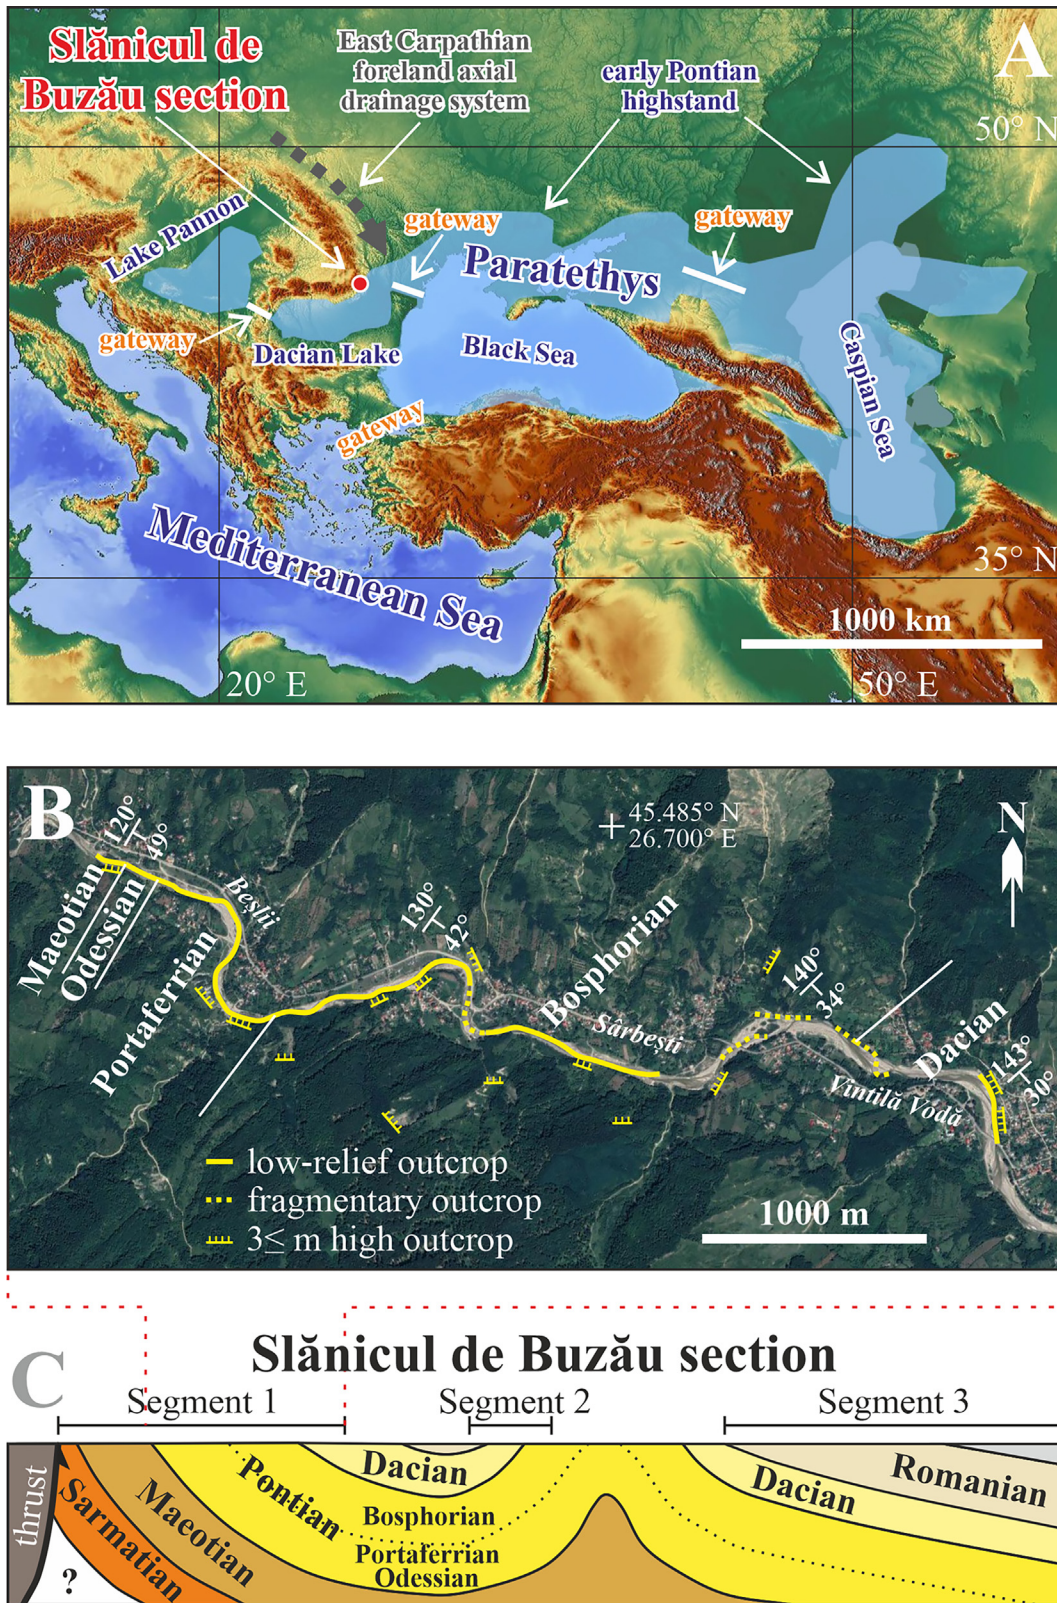 Slănicul de
Buzău section
East Carpathian
foreland axial
drainage system
early Pontian
highstand
A
50° N
Lake Pannon
gateway
gateway
Paratethys
gateway
Dacian Lake
Black Sea
Caspian Sea
gateway
Mediterranean Sea
35° N
1000 km
20° E
50° E
B
120°
49°
45.485° N
26.700° E
N
Maeotian
Odessian
Beșlii
Portaferrian
130°
42°
Bosphorian
Sârbești
140°
34°
Dacian
Vintilă Vodă
143°
30°
low-relief outcrop
fragmentary outcrop
3≤ m high outcrop
1000 m
C
Slănicul de Buzău section
Segment 1
Segment 2
Segment 3
thrust
Sarmatian
?
Maeotian
Pontian
Dacian
Bosphorian
Portaferrian
Odessian
Dacian
Romanian